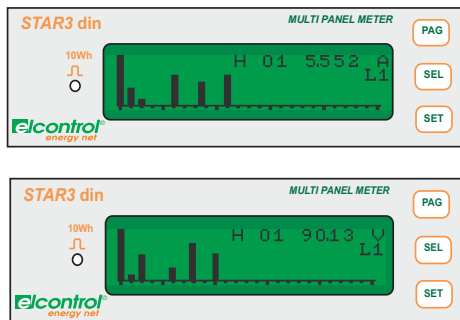 STAR3 din
MULTI PANEL METER
10Wh
H 01 5.552 A
L1
elcontrol®
energy net
PAG
SEL
SET
STAR3 din
MULTI PANEL METER
10Wh
H 01 90.13 V
L1
elcontrol®
energy net
PAG
SEL
SET